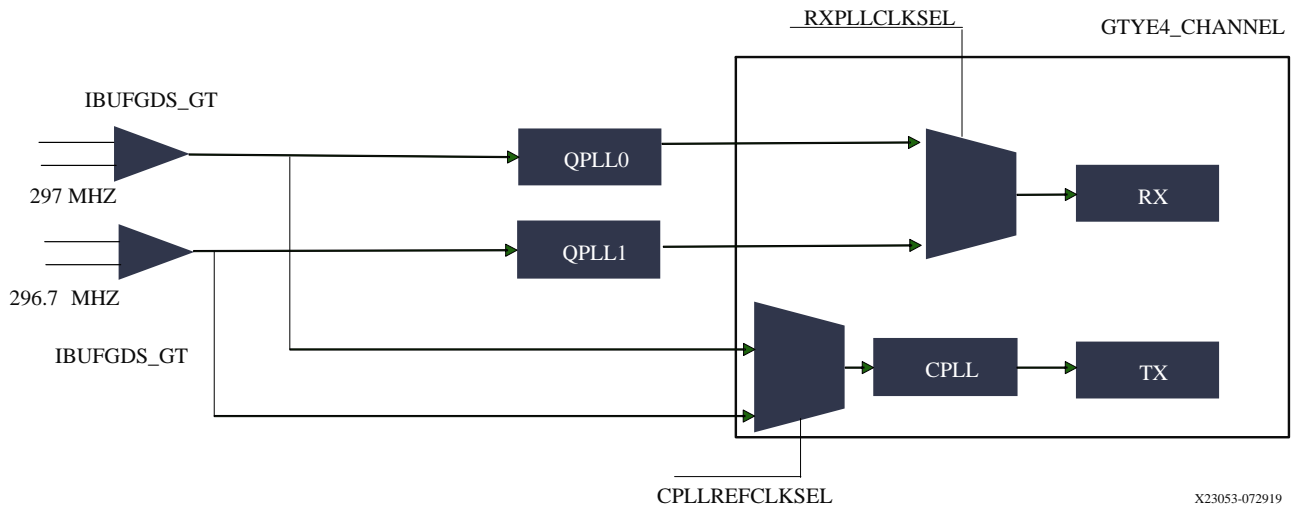 RXPLLCLKSEL
GTYE4_CHANNEL
IBUFGDS_GT
QPLL0
297 MHZ
RX
QPLL1
296.7 MHZ
IBUFGDS_GT
CPLL
TX
CPLLREFCLKSEL
X23053-072919